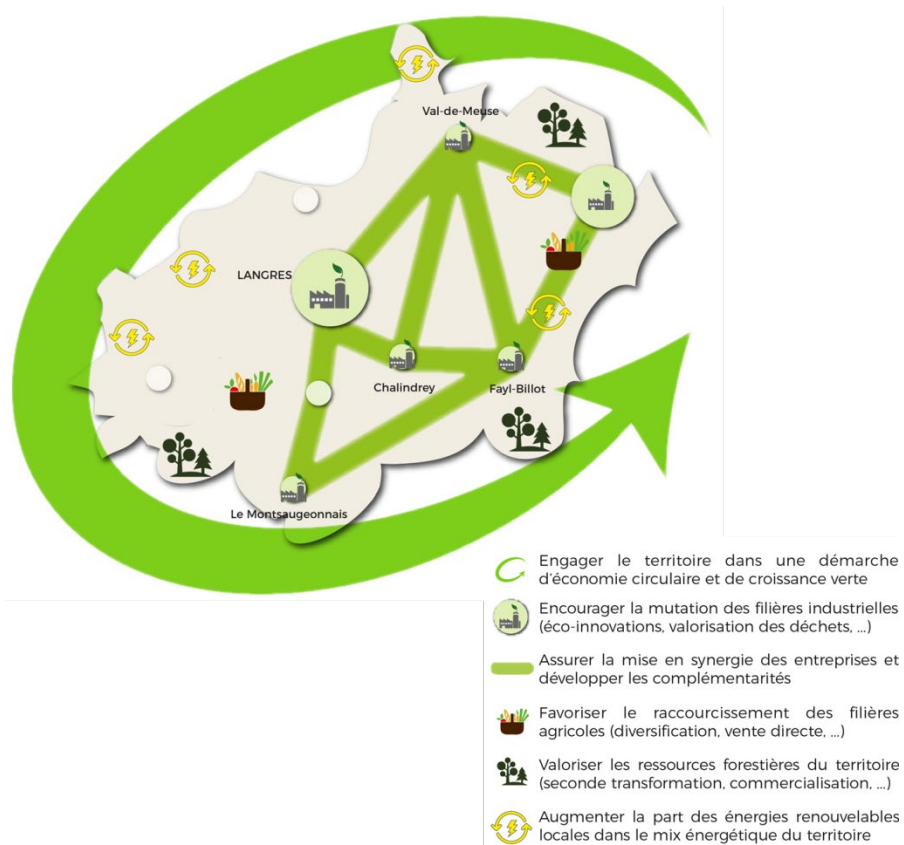 Val-de-Meuse
LANGRES
Chalindrey
Fayl-Billot
Le Montsaugeonnais
Engager le territoire dans une démarche
d'économie circulaire et de croissance verte
Encourager la mutation des filières industrielles
(éco-innovations, valorisation des déchets, ...)
Assurer la mise en synergie des entreprises et
développer les complémentarités
Favoriser le raccourcissement des filières
agricoles (diversification, vente directe, ...)
Valoriser les ressources forestières du territoire
(seconde transformation, commercialisation, ...)
Augmenter la part des énergies renouvelables
locales dans le mix énergétique du territoire